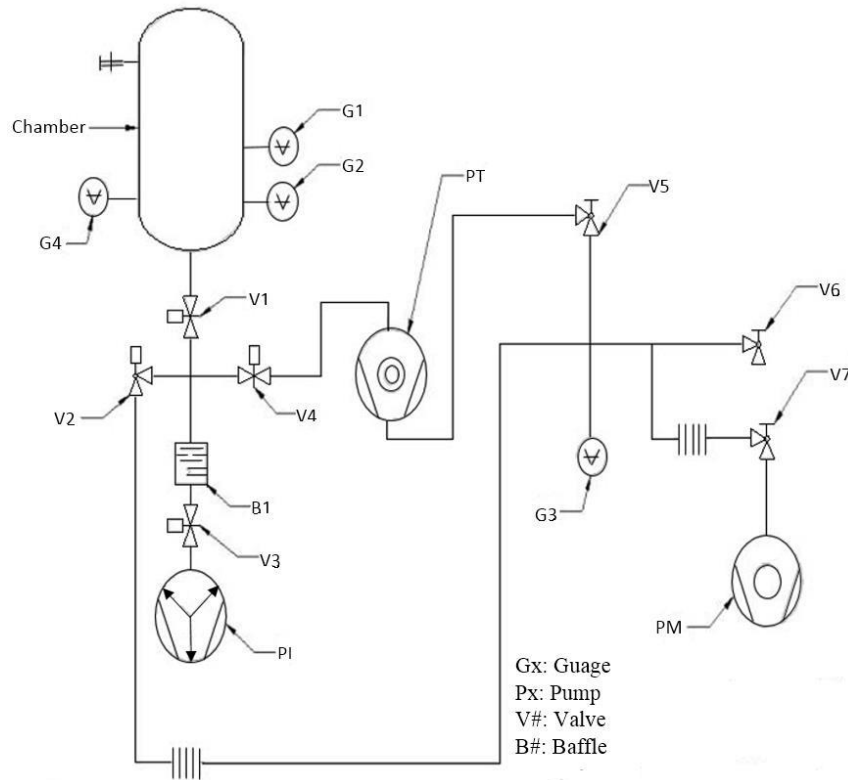 G1
Chamber
G2
PT
V5
G4
V1
V6
V2
V4
V7
B1
G3
V3
PM
PI
Gx: Guage
Px: Pump
V#: Valve
B#: Baffle